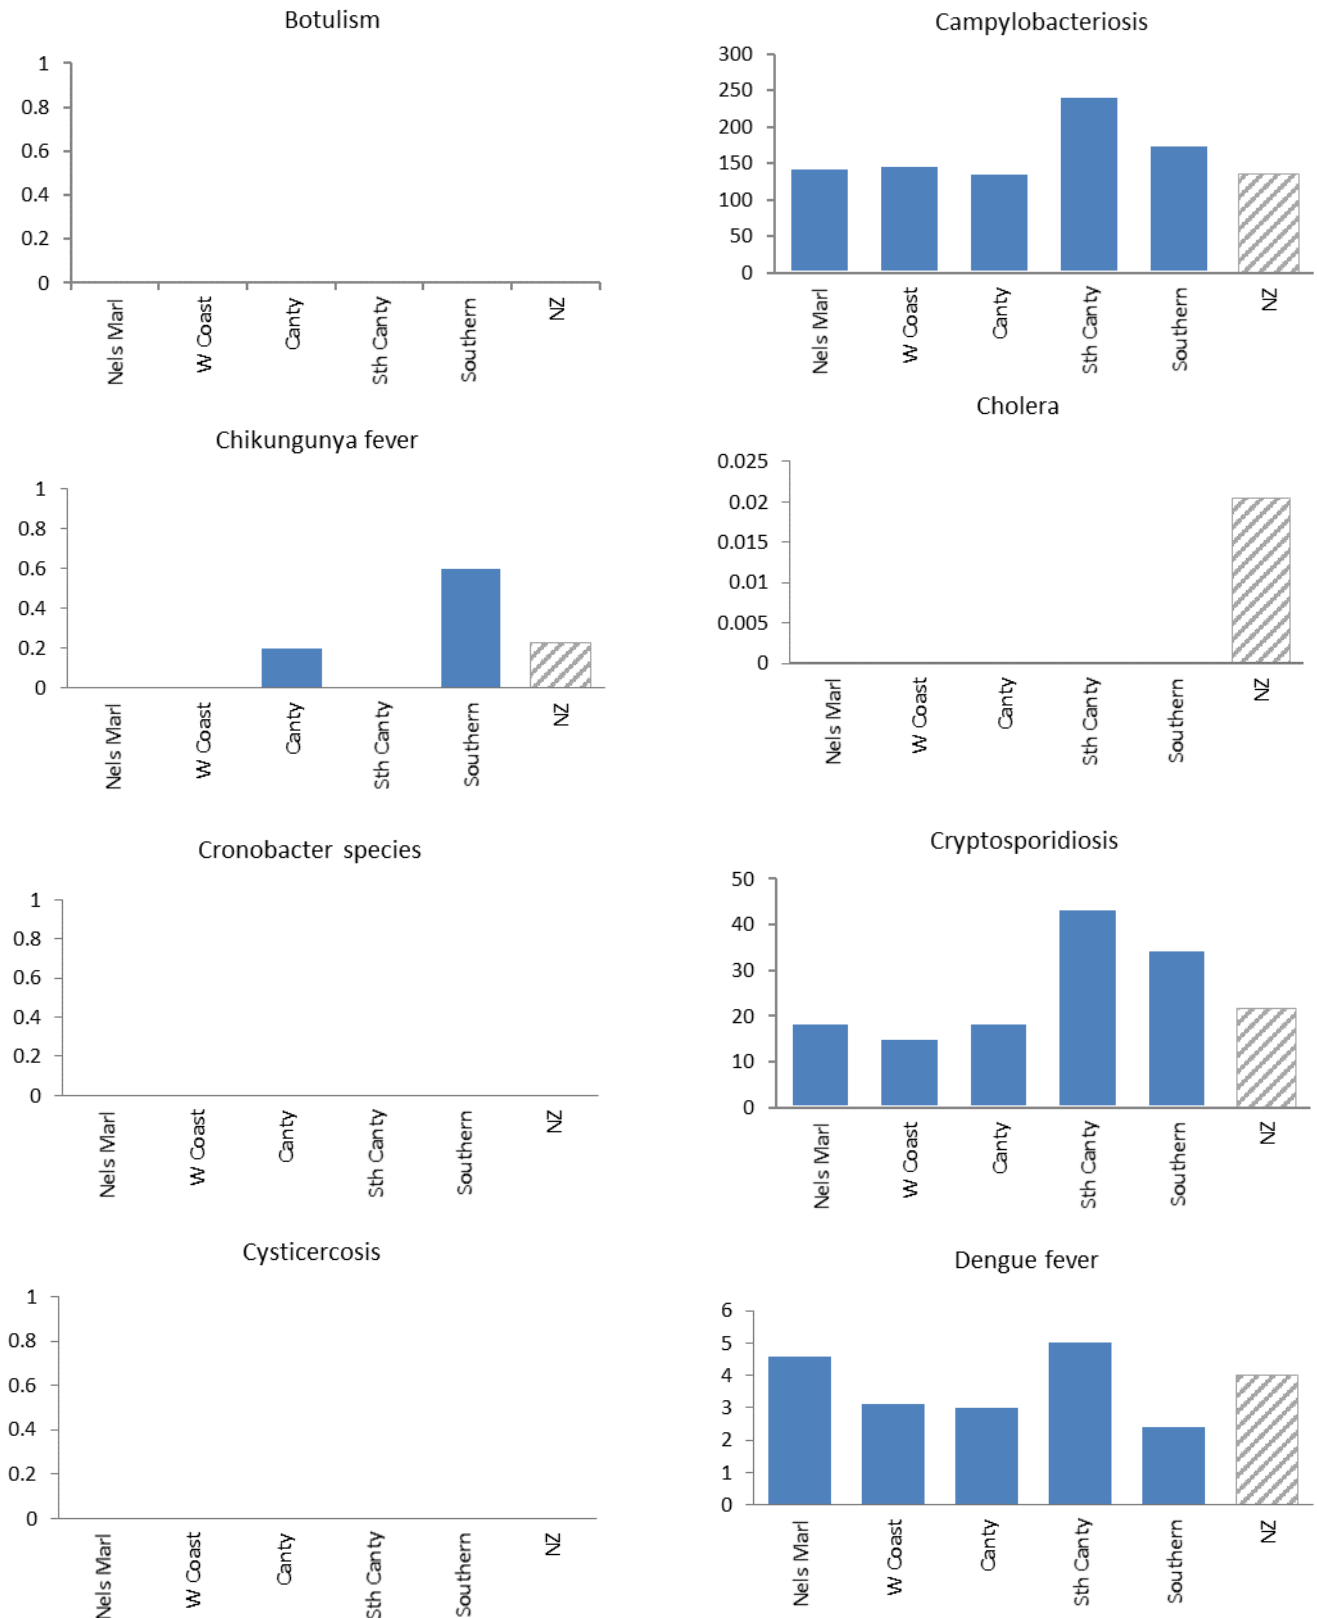 Botulism
1
0.8
0.6
0.4
0.2
0
Nels Marl
W Coast
Canty
Sth Canty
Southern
NZ
Campylobacteriosis
300
250
200
150
100
50
0
Nels Marl
W Coast
Canty
Sth Canty
Southern
NZ
Chikungunya fever
1
0.8
0.6
0.4
0.2
0
Nels Marl
W Coast
Canty
Sth Canty
Southern
NZ
Cholera
0.025
0.02
0.015
0.01
0.005
0
Nels Marl
W Coast
Canty
Sth Canty
Southern
NZ
Cronobacter species
1
0.8
0.6
0.4
0.2
0
Nels Marl
W Coast
Canty
Sth Canty
Southern
NZ
Cryptosporidiosis
50
40
30
20
10
0
Nels Marl
W Coast
Canty
Sth Canty
Southern
NZ
Cysticercosis
1
0.8
0.6
0.4
0.2
0
Nels Marl
W Coast
Canty
Sth Canty
Southern
NZ
Dengue fever
6
5
4
3
2
1
0
Nels Marl
W Coast
Canty
Sth Canty
Southern
NZ